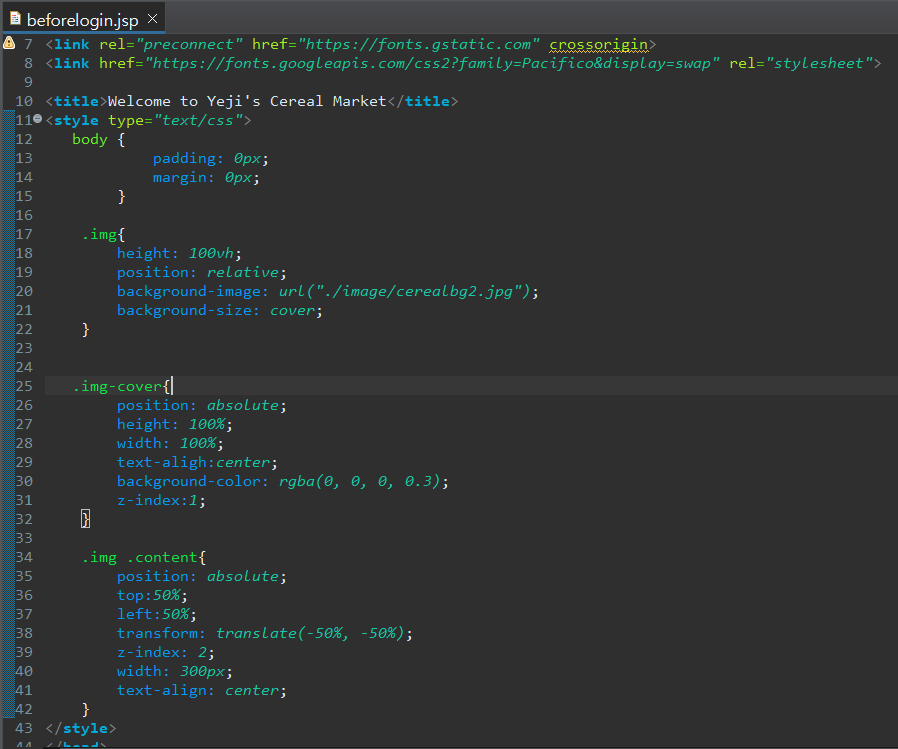 beforelogin.jsp
7 <link rel="preconnect" href="https://fonts.gstatic.com" crossorigin>
8 <link href="https://fonts.googleapis.com/css2?family=Pacifico&display=swap" rel="stylesheet">
9
10 <title>Welcome to Yeji's Cereal Market</title>
11 <style type="text/css">
12 body {
13 padding: 0px;
14 margin: 0px;
15 }
16
17 .img{
18 height: 100vh;
19 position: relative;
20 background-image: url("./image/cerealbg2.jpg");
21 background-size: cover;
22 }
23
24
25 .img-cover{
26 position: absolute;
27 height: 100%;
28 width: 100%;
29 text-aligh:center;
30 background-color: rgba(0, 0, 0, 0.3);
31 z-index:1;
32 }
33
34 .img .content{
35 position: absolute;
36 top:50%;
37 left:50%;
38 transform: translate(-50%, -50%);
39 z-index: 2;
40 width: 300px;
41 text-align: center;
42 }
43 </style>
44 </head>